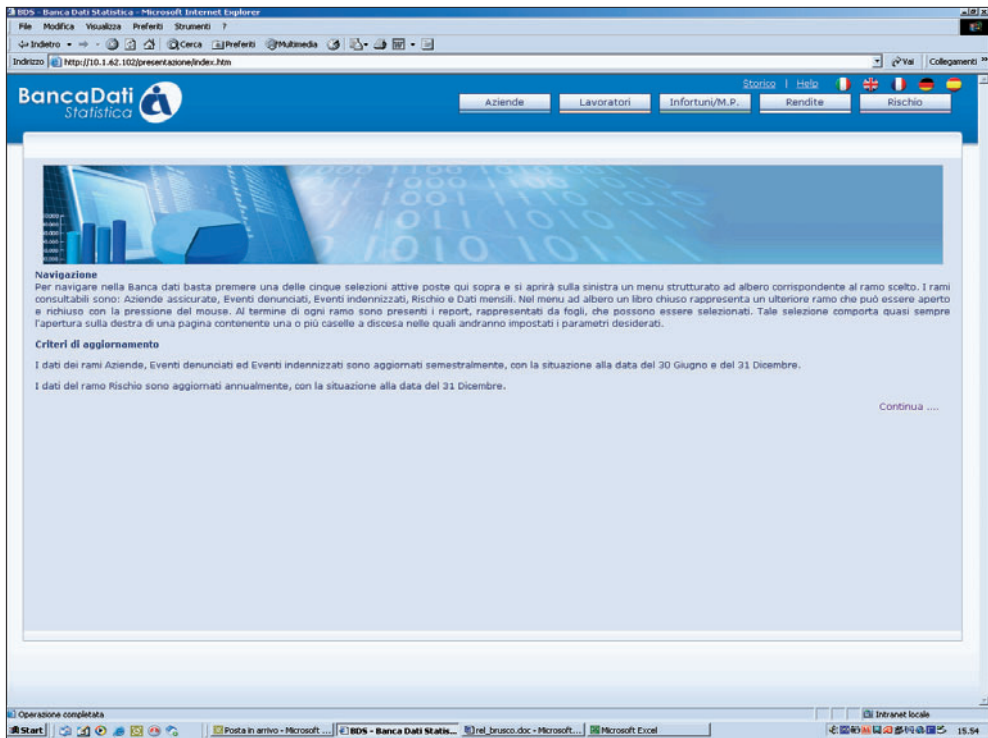 BDS - Banca Dati Statistica - Microsoft Internet Explorer
File Modifica Visualizza Preferiti Strumenti ?
Indietro Cerca Preferiti Multimedia
Indirizzo http://10.1.62.102/presentazione/index.htm Vai Collegamenti »
Storico | Help
BancaDati
Statistica
Aziende Lavoratori Infortuni/M.P. Rendite Rischio
Navigazione
Per navigare nella Banca dati basta premere una delle cinque selezioni attive poste qui sopra e si aprirà sulla sinistra un menu strutturato ad albero corrispondente al ramo scelto. I rami
consultabili sono: Aziende assicurate, Eventi denunciati, Eventi indennizzati, Rischio e Dati mensili. Nel menu ad albero un libro chiuso rappresenta un ulteriore ramo che può essere aperto
e richiuso con la pressione del mouse. Al termine di ogni ramo sono presenti i report, rappresentati da fogli, che possono essere selezionati. Tale selezione comporta quasi sempre
l'apertura sulla destra di una pagina contenente una o più caselle a discesa nelle quali andranno impostati i parametri desiderati.
Criteri di aggiornamento
I dati dei rami Aziende, Eventi denunciati ed Eventi indennizzati sono aggiornati semestralmente, con la situazione alla data del 30 Giugno e del 31 Dicembre.
I dati del ramo Rischio sono aggiornati annualmente, con la situazione alla data del 31 Dicembre.
Continua ....
Operazione completata Intranet locale
Start Posta in arrivo - Microsoft ... BDS - Banca Dati Statis... rel_brusco.doc - Microsoft... Microsoft Excel 15.54